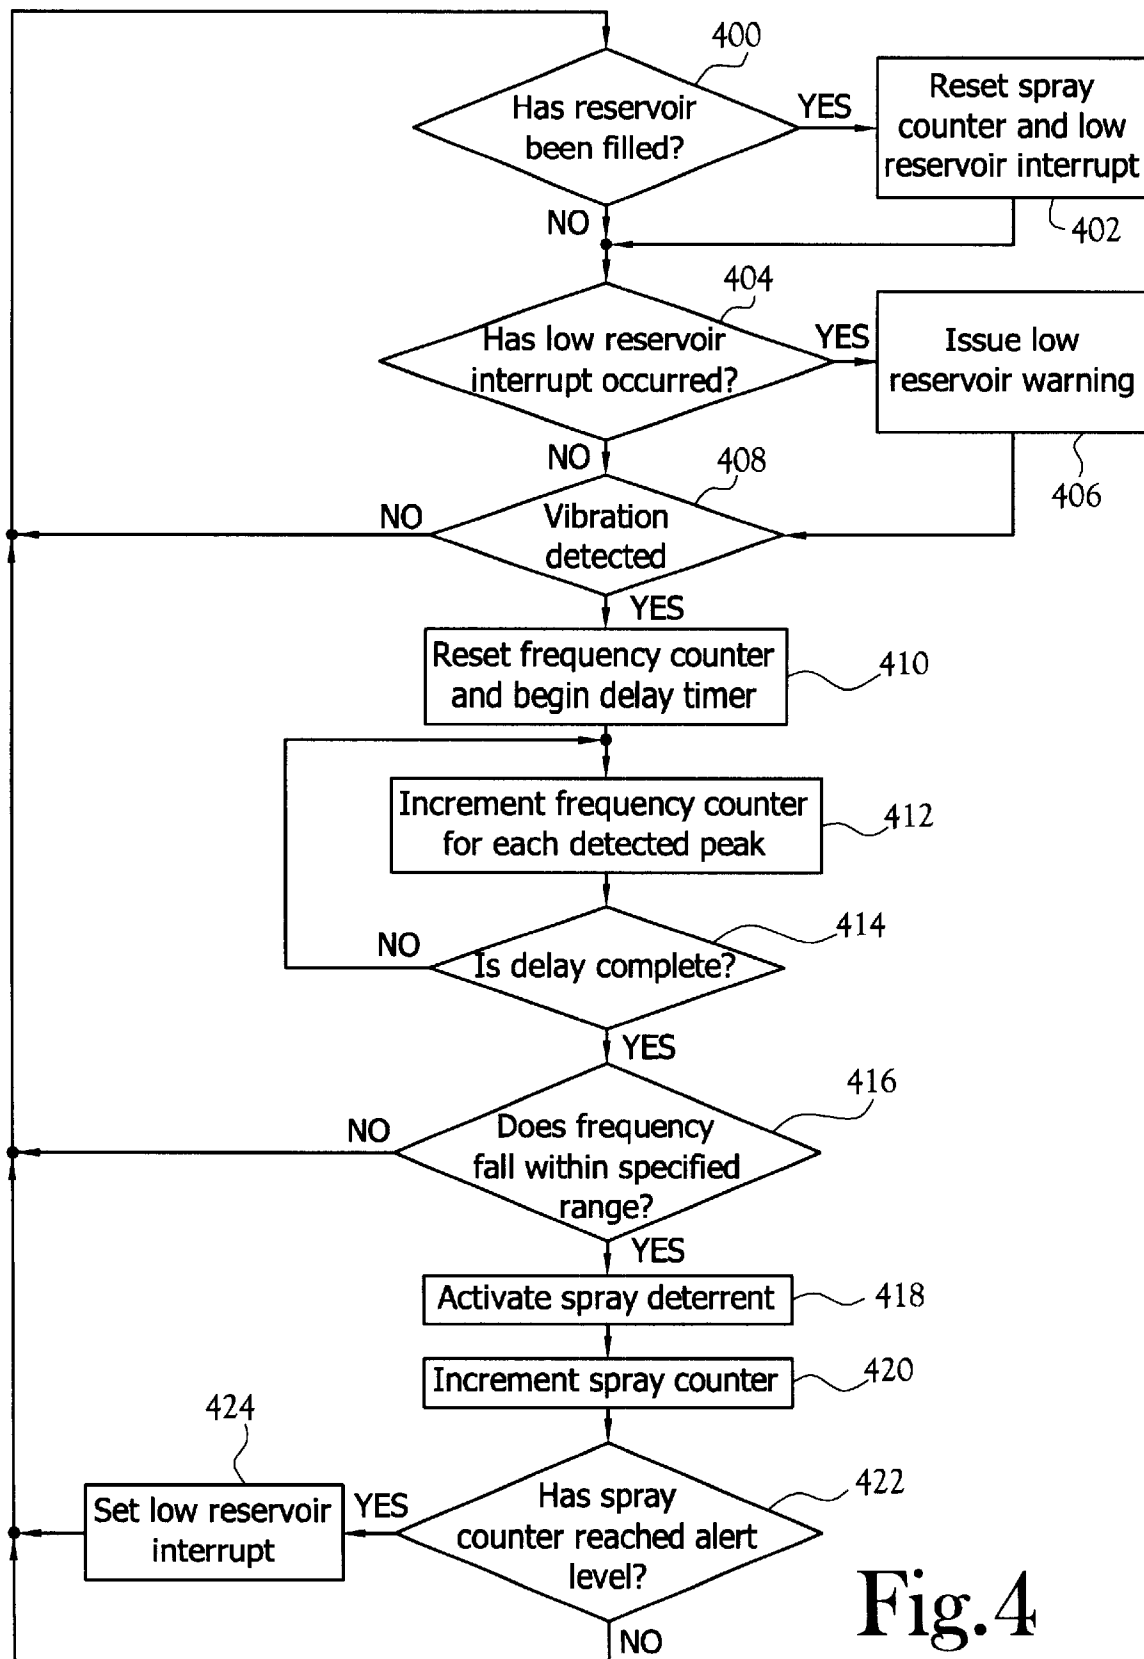 400
Has reservoir
been filled?
YES
Reset spray
counter and low
reservoir interrupt
402
NO
404
Has low reservoir
interrupt occurred?
YES
Issue low
reservoir warning
406
NO
408
Vibration
detected
NO
YES
Reset frequency counter
and begin delay timer
410
Increment frequency counter
for each detected peak
412
414
Is delay complete?
NO
YES
416
Does frequency
fall within specified
range?
NO
YES
Activate spray deterrent
418
Increment spray counter
420
422
Has spray
counter reached alert
level?
YES
424
Set low reservoir
interrupt
NO
Fig.4